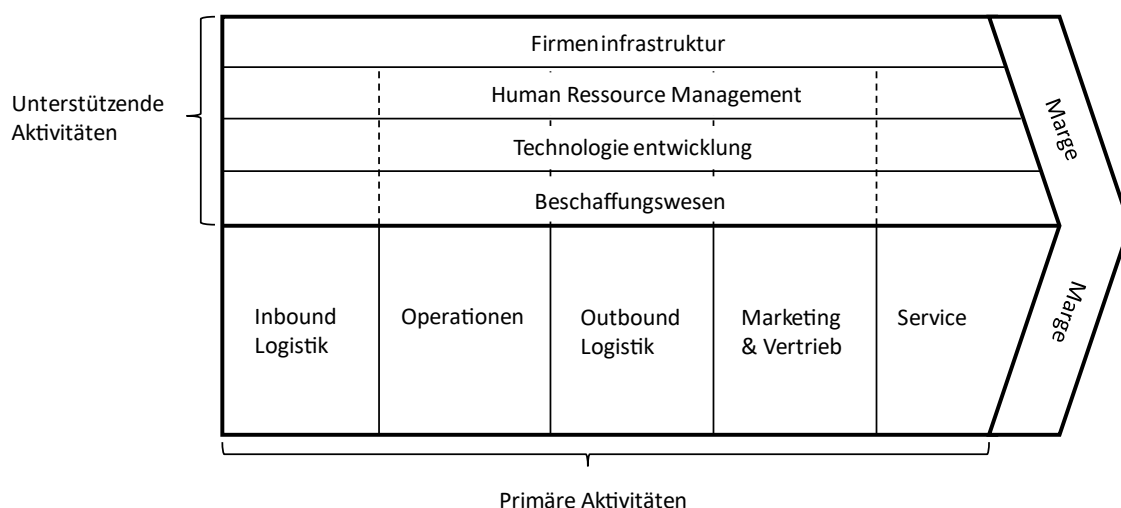 Firmeninfrastruktur
Unterstützende
Aktivitäten
Human Ressource Management
Technologie entwicklung
Beschaffungswesen
Marge
Inbound
Logistik
Operationen
Outbound
Logistik
Marketing
& Vertrieb
Service
Marge
Primäre Aktivitäten